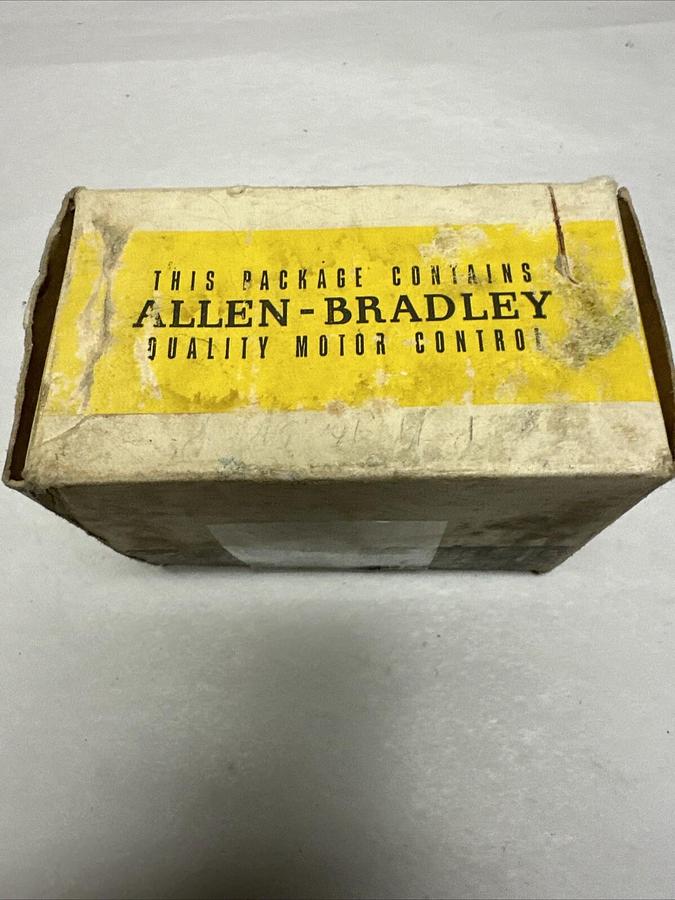 THIS PACKAGE CONTAINS
ALLEN-BRADLEY
QUALITY MOTOR CONTROL